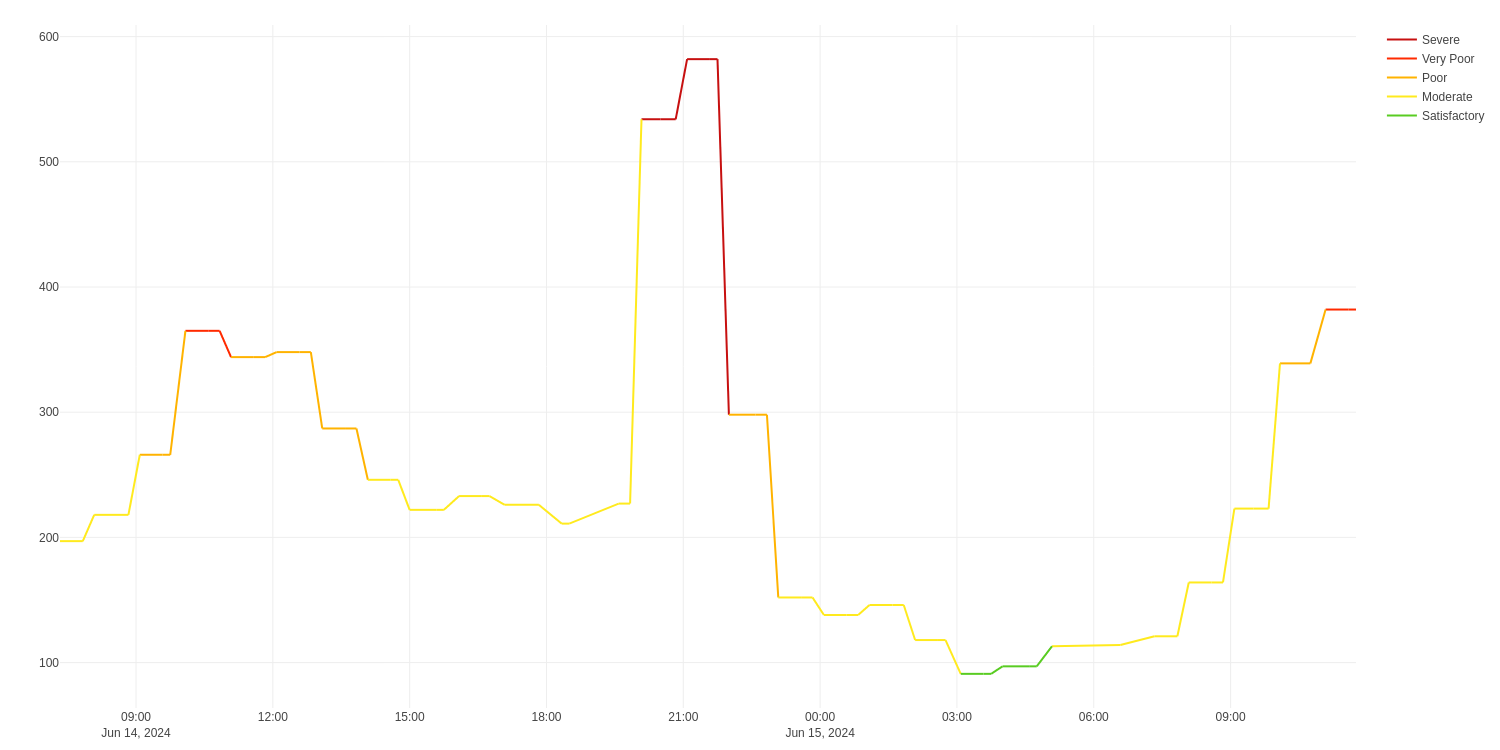 600
500
400
300
200
100
09:00
Jun 14, 2024
12:00
15:00
18:00
21:00
00:00
Jun 15, 2024
03:00
06:00
09:00
Severe
Very Poor
Poor
Moderate
Satisfactory